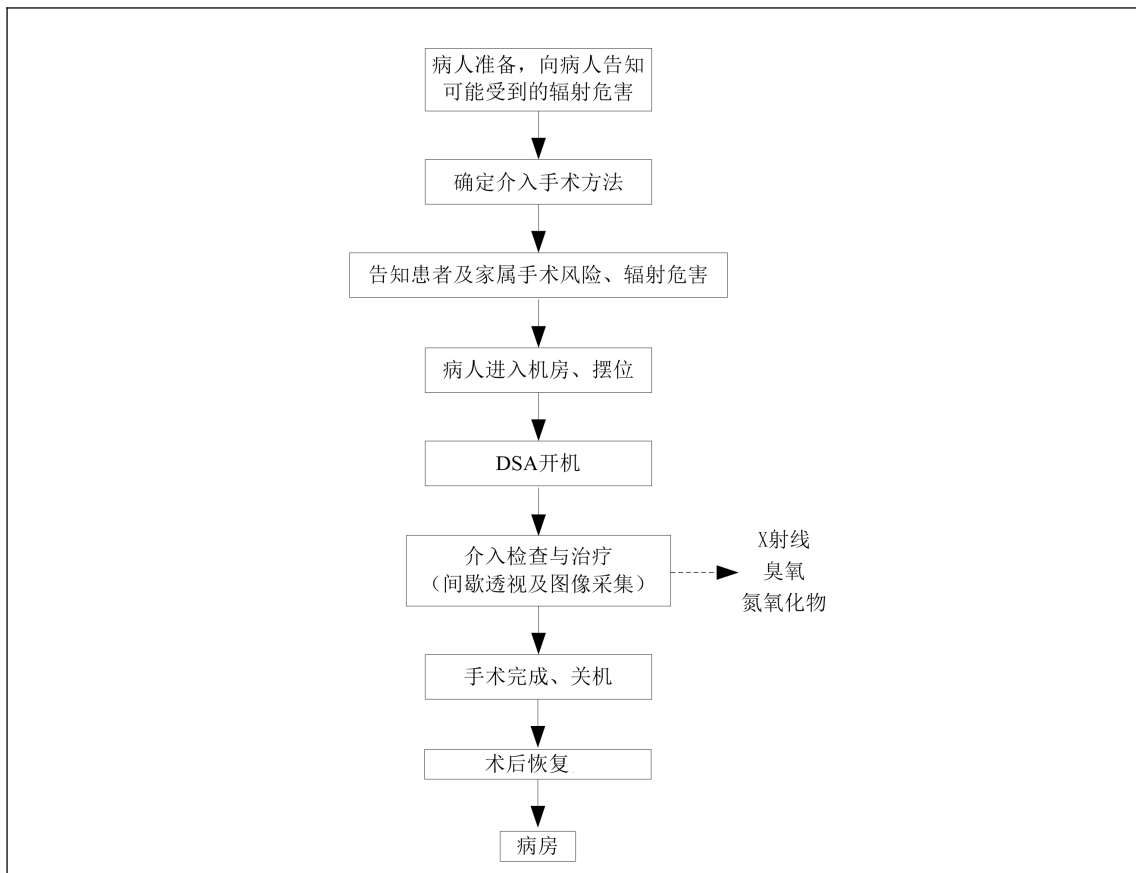 病人准备，向病人告知
可能受到的辐射危害
确定介入手术方法
告知患者及家属手术风险、辐射危害
病人进入机房、摆位
DSA开机
介入检查与治疗
（间歇透视及图像采集）
X射线
臭氧
氮氧化物
手术完成、关机
术后恢复
病房